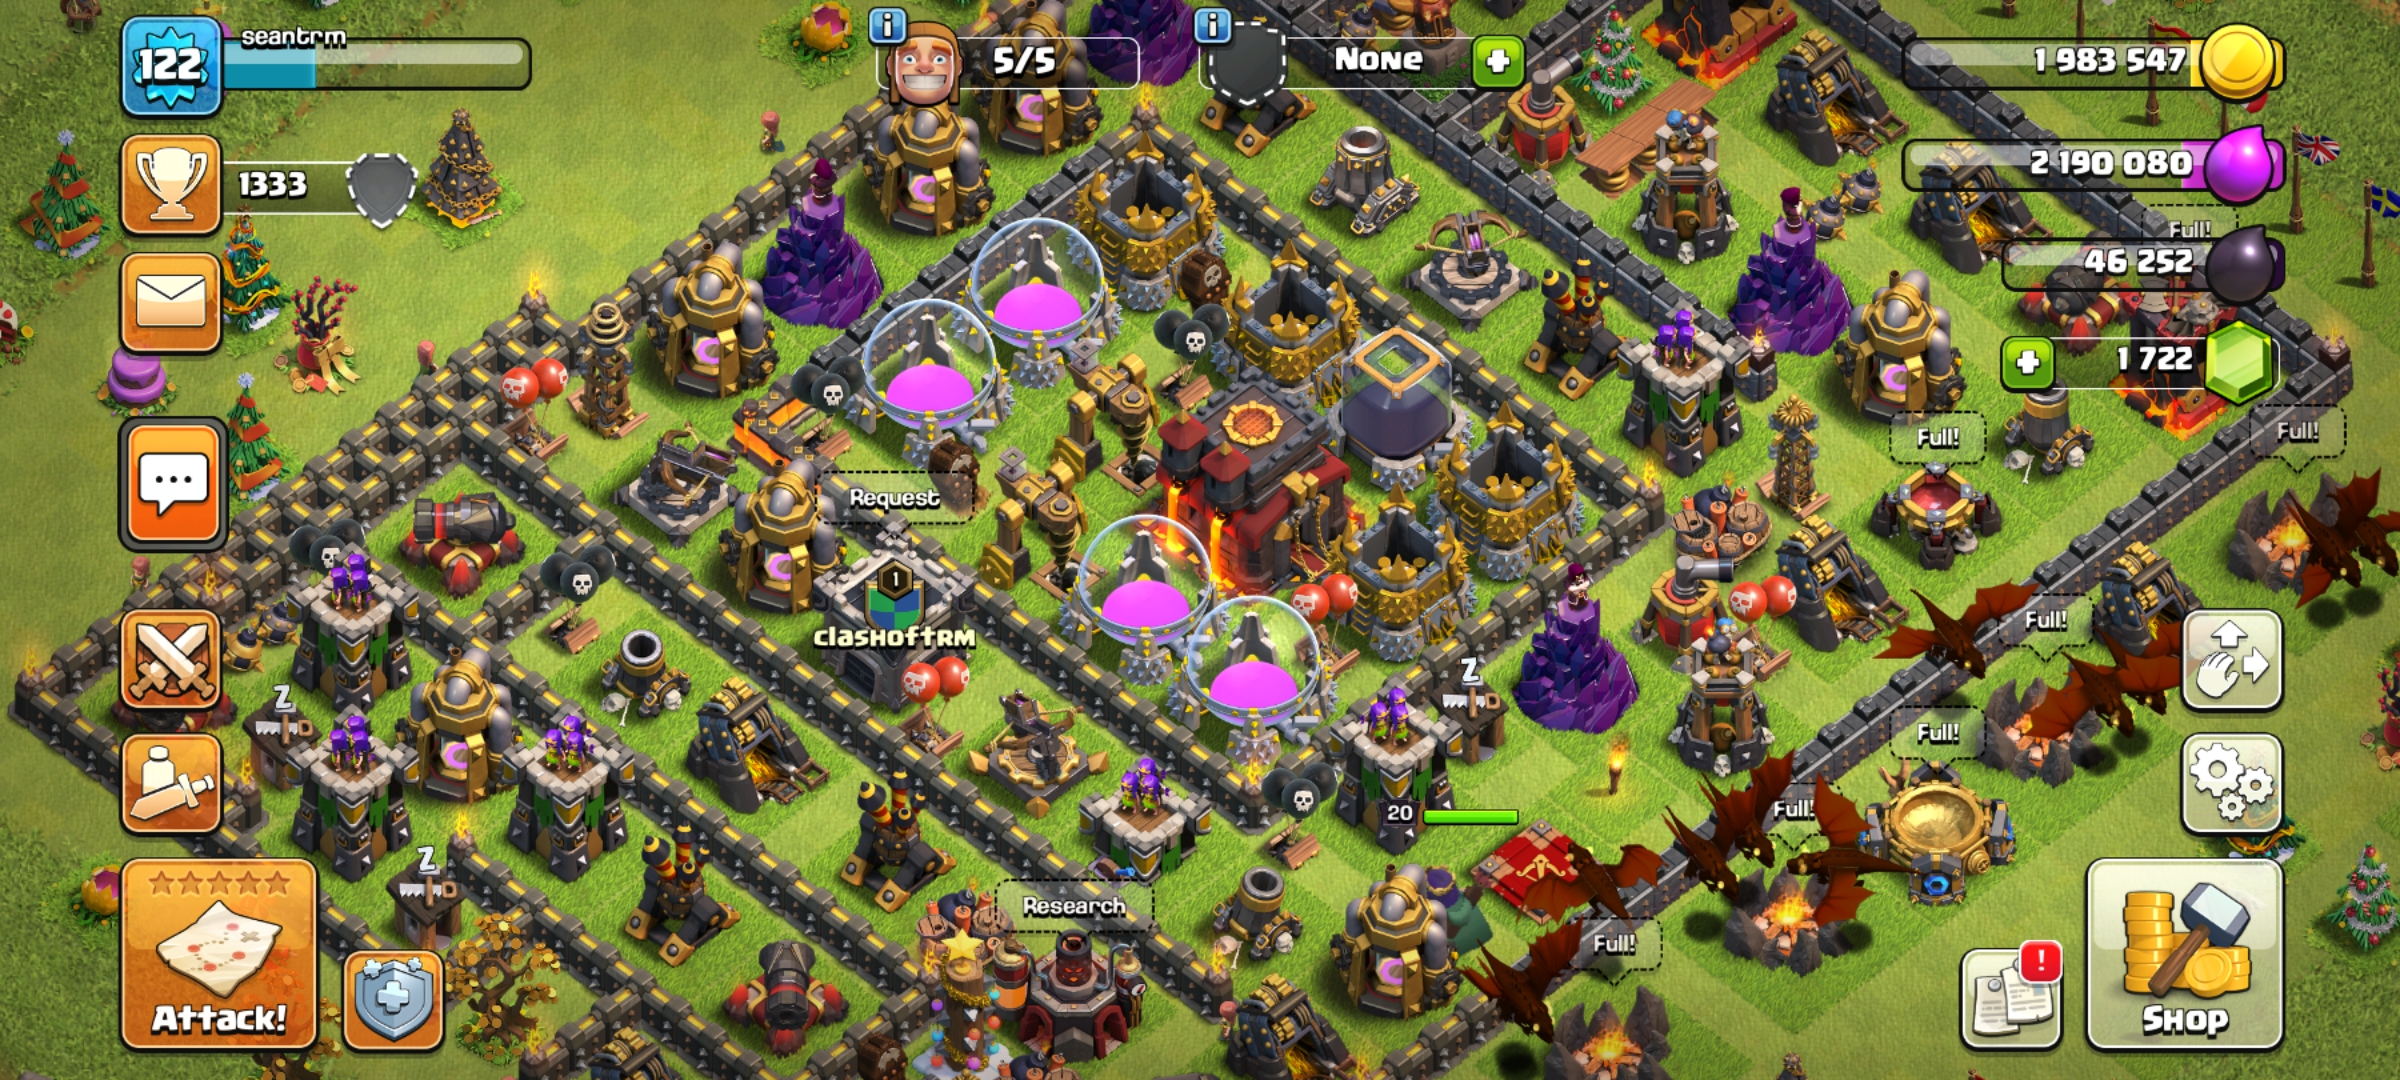 122
seantrm
i
5/5
i
None
1 983 547
1333
2 190 080
Full!
46 252
1 722
Full!
Full!
Request
1
clashoftRM
Full!
Z
Z
Full!
Full!
20
Z
Research
Full!
!
Attack!
Shop